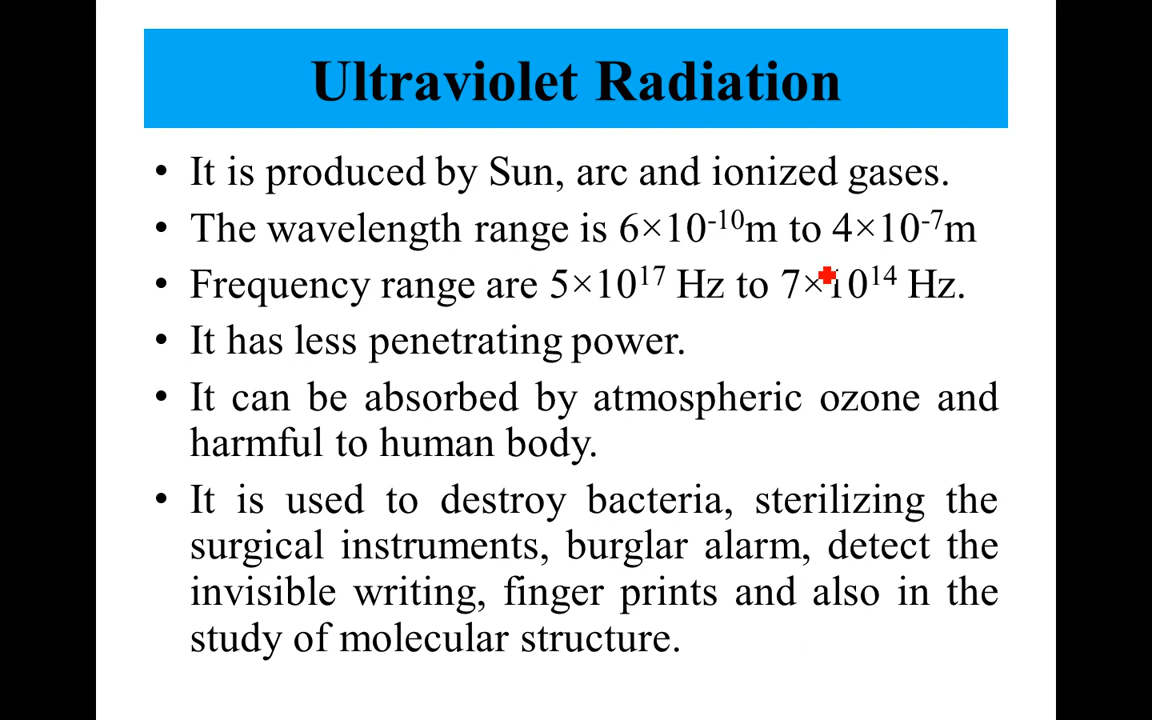 Ultraviolet Radiation
• It is produced by Sun, arc and ionized gases.
• The wavelength range is 6×10⁻¹⁰m to 4×10⁻⁷m
• Frequency range are 5×10¹⁷ Hz to 7×10¹⁴ Hz.
• It has less penetrating power.
• It can be absorbed by atmospheric ozone and
harmful to human body.
• It is used to destroy bacteria, sterilizing the
surgical instruments, burglar alarm, detect the
invisible writing, finger prints and also in the
study of molecular structure.